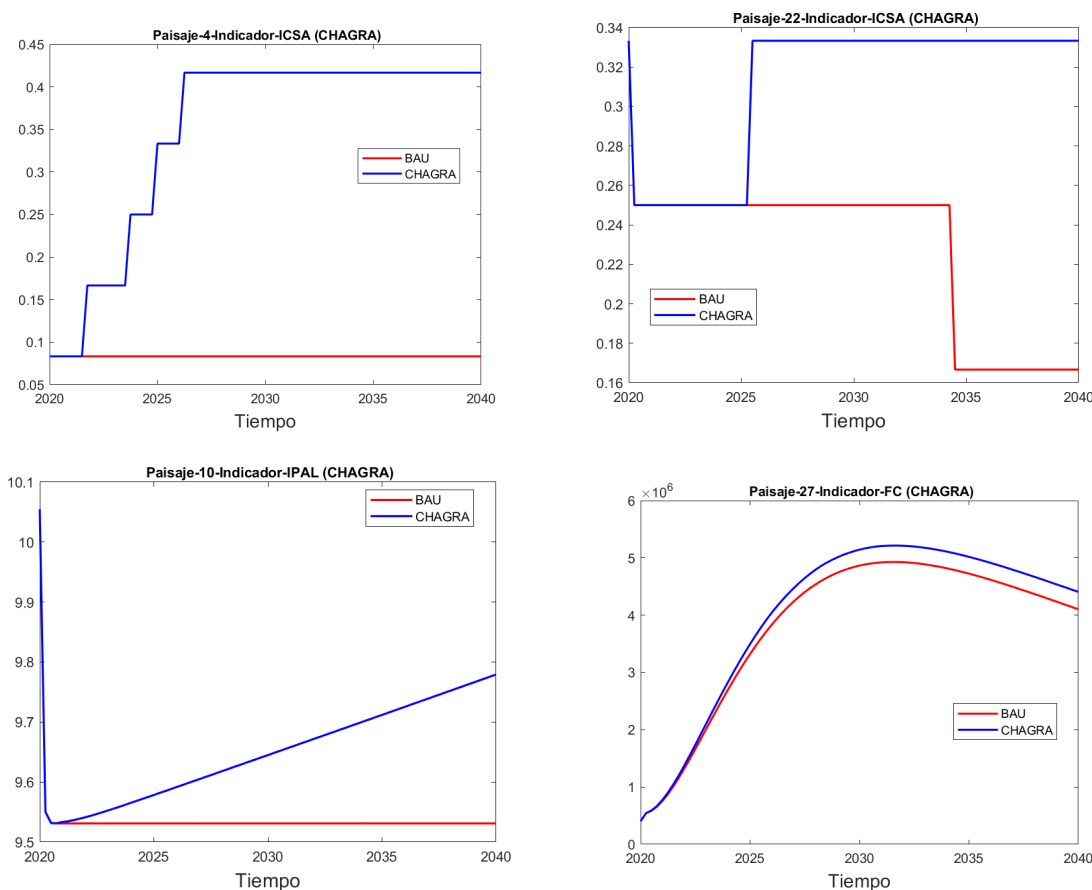 Paisaje-4-Indicador-ICSA (CHAGRA)
0.45
0.4
0.35
0.3
0.25
0.2
0.15
0.1
0.05
BAU
CHAGRA
2020 2025 2030 2035 2040
Tiempo
Paisaje-22-Indicador-ICSA (CHAGRA)
0.34
0.32
0.3
0.28
0.26
0.24
0.22
0.2
0.18
0.16
BAU
CHAGRA
2020 2025 2030 2035 2040
Tiempo
Paisaje-10-Indicador-IPAL (CHAGRA)
10.1
10
9.9
9.8
9.7
9.6
9.5
BAU
CHAGRA
2020 2025 2030 2035 2040
Tiempo
Paisaje-27-Indicador-FC (CHAGRA)
×10⁶
6
5
4
3
2
1
0
BAU
CHAGRA
2020 2025 2030 2035 2040
Tiempo